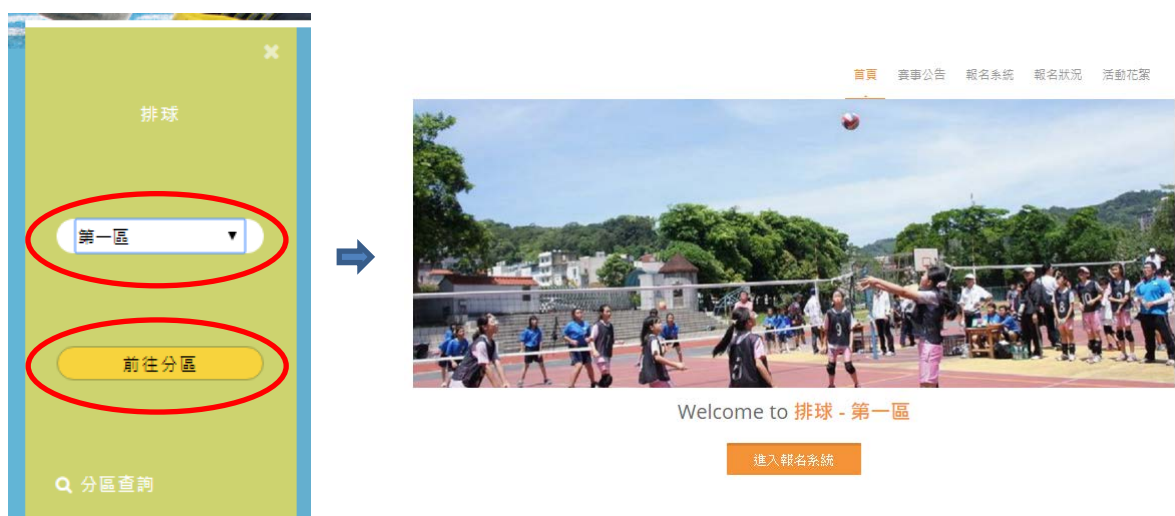 排球
第一區
前往分區
分區查詢
首頁 賽事公告 報名系統 報名狀況 活動花絮
9
Welcome to 排球 - 第一區
進入報名系統